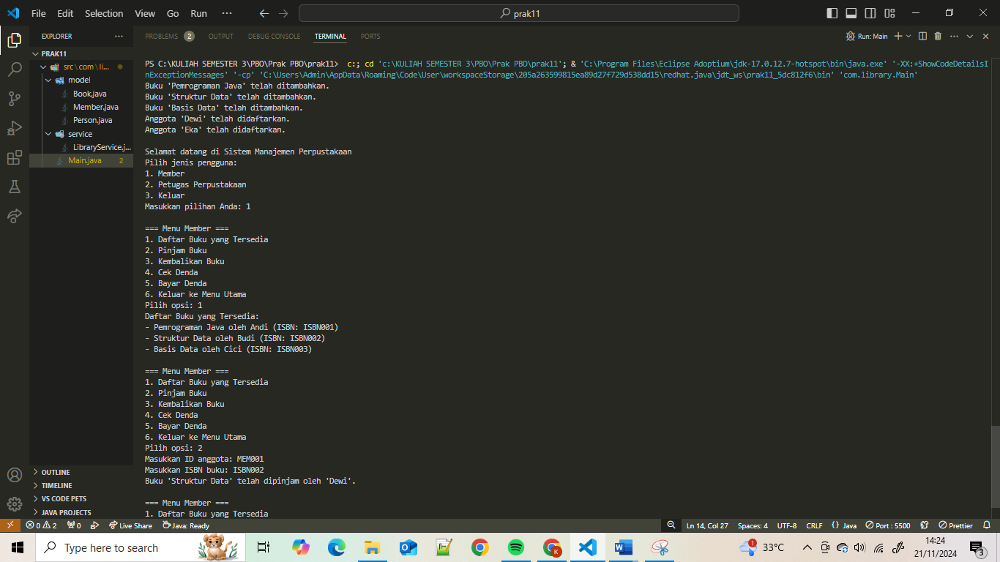 File Edit Selection View Go Run ··· prak11
EXPLORER ···
PROBLEMS 2 OUTPUT DEBUG CONSOLE TERMINAL PORTS Run: Main
PRAK11
src\com\li...
model
Book.java
Member.java
Person.java
service
LibraryService.j...
Main.java 2
PS C:\KULIAH SEMESTER 3\PBO\Prak PBO\prak11> c:; cd 'c:\KULIAH SEMESTER 3\PBO\Prak PBO\prak11'; & 'C:\Program Files\Eclipse Adoptium\jdk-17.0.12.7-hotspot\bin\java.exe' '-XX:+ShowCodeDetailsI
nExceptionMessages' '-cp' 'C:\Users\Admin\AppData\Roaming\Code\User\workspaceStorage\205a263599815ea89d27f729d538dd15\redhat.java\jdt_ws\prak11_5dc812f6\bin' 'com.library.Main'
Buku 'Pemrograman Java' telah ditambahkan.
Buku 'Struktur Data' telah ditambahkan.
Buku 'Basis Data' telah ditambahkan.
Anggota 'Dewi' telah didaftarkan.
Anggota 'Eka' telah didaftarkan.
Selamat datang di Sistem Manajemen Perpustakaan
Pilih jenis pengguna:
1. Member
2. Petugas Perpustakaan
3. Keluar
Masukkan pilihan Anda: 1
=== Menu Member ===
1. Daftar Buku yang Tersedia
2. Pinjam Buku
3. Kembalikan Buku
4. Cek Denda
5. Bayar Denda
6. Keluar ke Menu Utama
Pilih opsi: 1
Daftar Buku yang Tersedia:
- Pemrograman Java oleh Andi (ISBN: ISBN001)
- Struktur Data oleh Budi (ISBN: ISBN002)
- Basis Data oleh Cici (ISBN: ISBN003)
=== Menu Member ===
1. Daftar Buku yang Tersedia
2. Pinjam Buku
3. Kembalikan Buku
4. Cek Denda
5. Bayar Denda
6. Keluar ke Menu Utama
Pilih opsi: 2
Masukkan ID anggota: MEM001
Masukkan ISBN buku: ISBN002
Buku 'Struktur Data' telah dipinjam oleh 'Dewi'.
=== Menu Member ===
1. Daftar Buku yang Tersedia
OUTLINE
TIMELINE
VS CODE PETS
JAVA PROJECTS
0 2 0 Live Share Java: Ready Ln 14, Col 27 Spaces: 4 UTF-8 CRLF {} Java Port : 5500 Prettier
Type here to search 33°C 14:24
21/11/2024 3